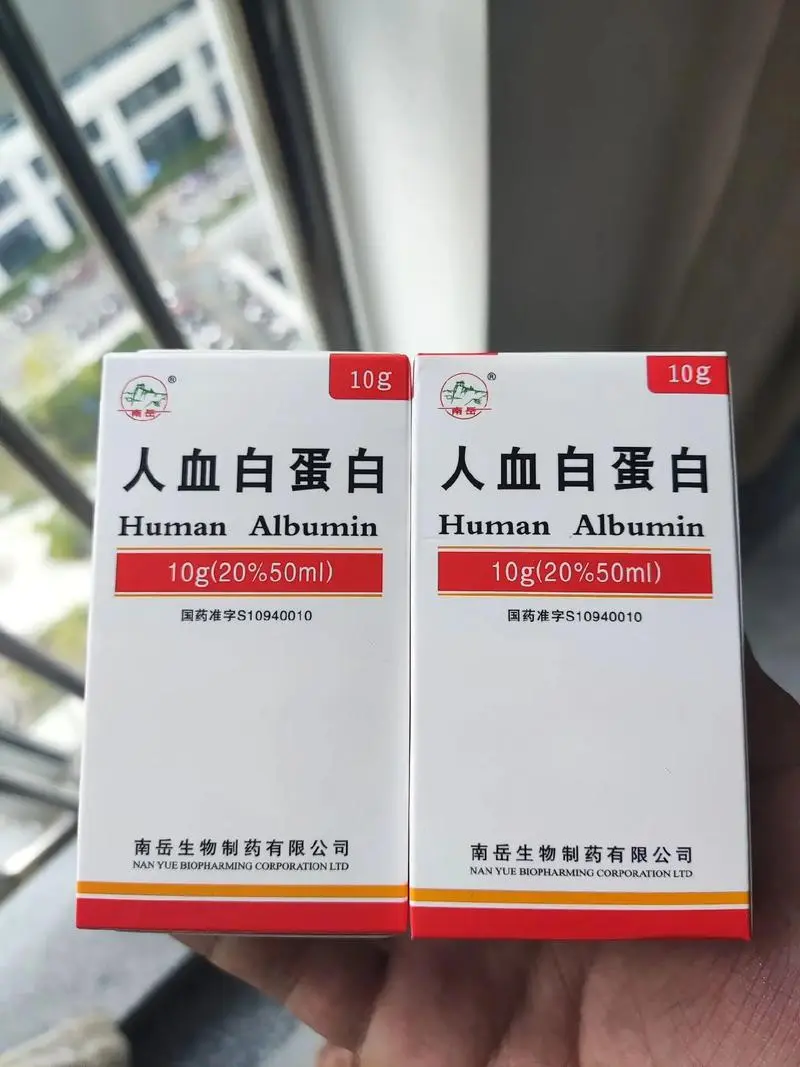 南岳
®
10g
人血白蛋白
Human Albumin
10g(20%50ml)
国药准字S10940010
南岳生物制药有限公司
NAN YUE BIOPHARMING CORPORATION LTD
南岳
®
10g
人血白蛋白
Human Albumin
10g(20%50ml)
国药准字S10940010
南岳生物制药有限公司
NAN YUE BIOPHARMING CORPORATION LTD